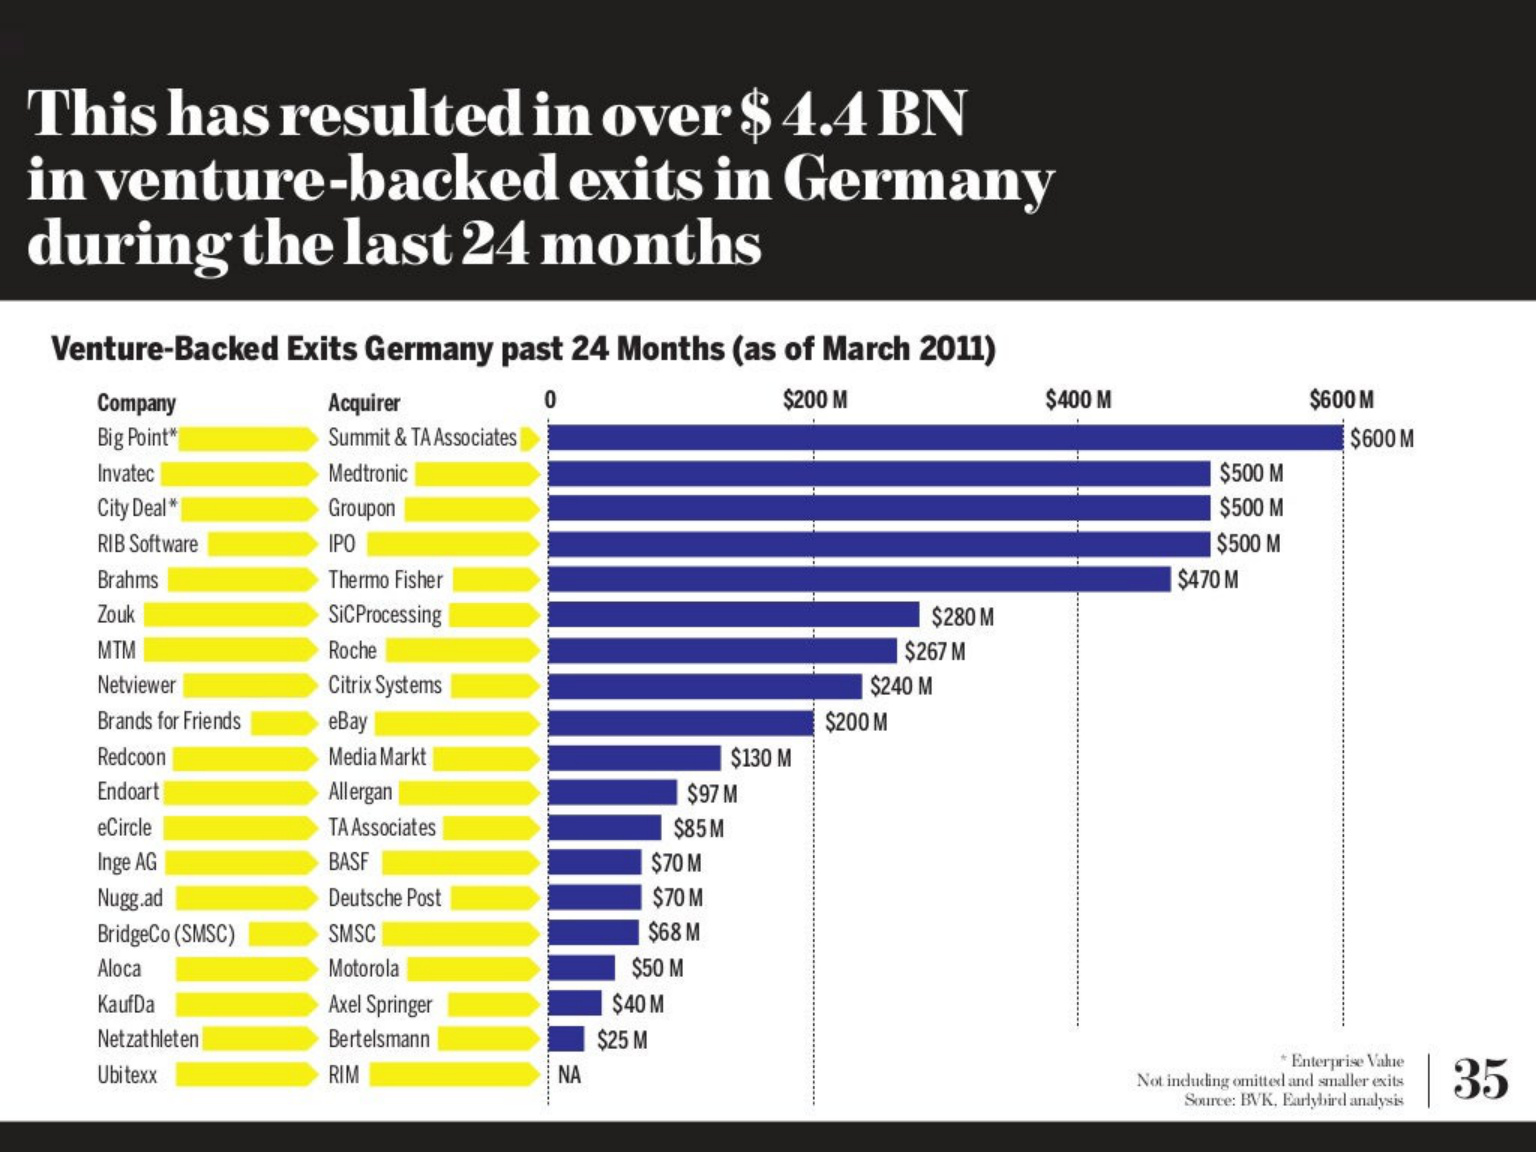 This has resulted in over $ 4.4 BN
in venture-backed exits in Germany
during the last 24 months
Venture-Backed Exits Germany past 24 Months (as of March 2011)
Company Acquirer 0 $200 M $400 M $600 M
Big Point* Summit & TA Associates $600 M
Invatec Medtronic $500 M
City Deal* Groupon $500 M
RIB Software IPO $500 M
Brahms Thermo Fisher $470 M
Zouk SiCProcessing $280 M
MTM Roche $267 M
Netviewer Citrix Systems $240 M
Brands for Friends eBay $200 M
Redcoon Media Markt $130 M
Endoart Allergan $97 M
eCircle TA Associates $85 M
Inge AG BASF $70 M
Nugg.ad Deutsche Post $70 M
BridgeCo (SMSC) SMSC $68 M
Aloca Motorola $50 M
KaufDa Axel Springer $40 M
Netzathleten Bertelsmann $25 M
Ubitexx RIM NA
* Enterprise Value
Not including omitted and smaller exits
Source: BVK, Earlybird analysis
35